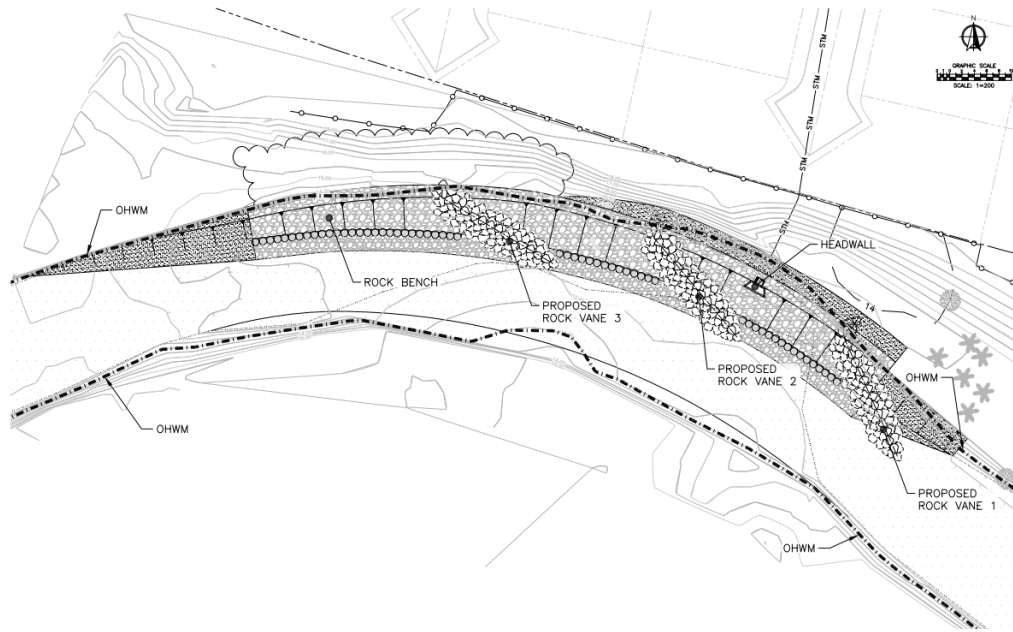 N
GRAPHIC SCALE
SCALE: 1=200
STM
STM
STM
STM
OHWM
HEADWALL
ROCK BENCH
14
PROPOSED
ROCK VANE 3
PROPOSED
ROCK VANE 2
OHWM
OHWM
PROPOSED
ROCK VANE 1
OHWM